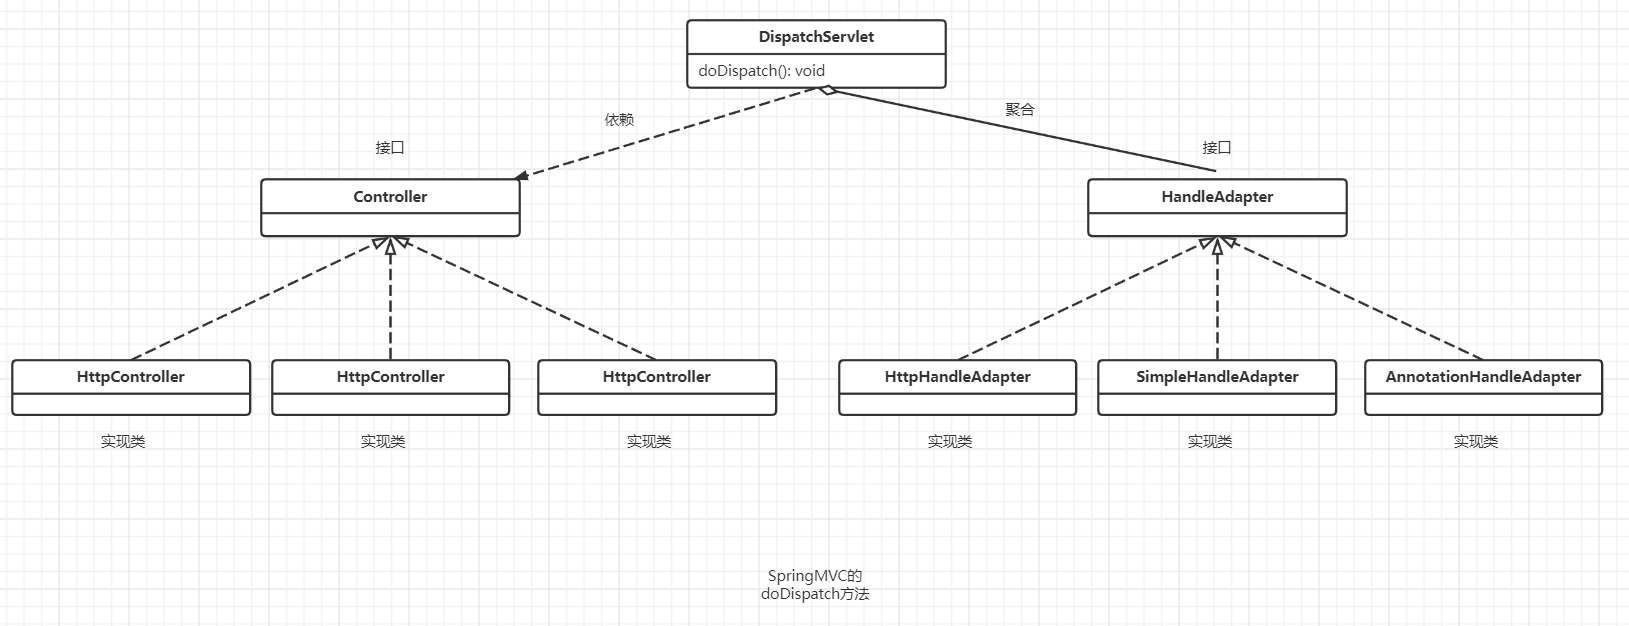 DispatchServlet
doDispatch(): void
依赖
聚合
接口
接口
Controller
HandleAdapter
HttpController
HttpController
HttpController
HttpHandleAdapter
SimpleHandleAdapter
AnnotationHandleAdapter
实现类
实现类
实现类
实现类
实现类
实现类
SpringMVC的
doDispatch方法